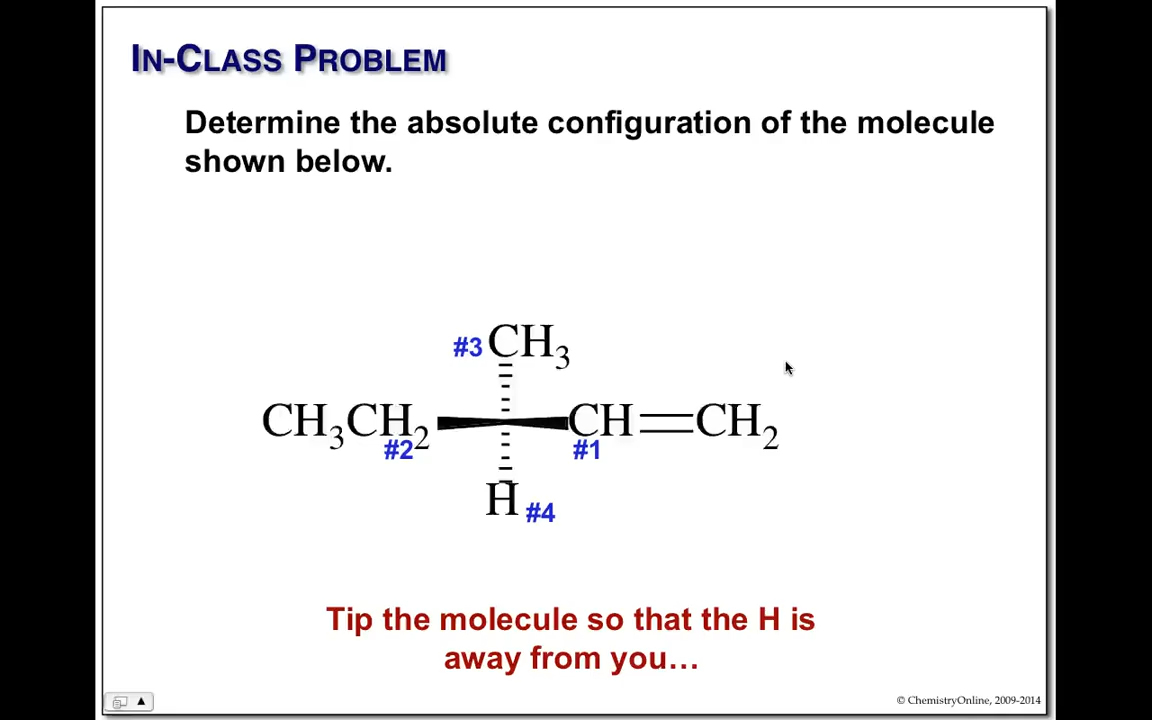 IN-CLASS PROBLEM
Determine the absolute configuration of the molecule
shown below.
#3 CH₃
CH₃CH₂ CH=CH₂
#2 #1
H #4
Tip the molecule so that the H is
away from you…
© ChemistryOnline, 2009-2014